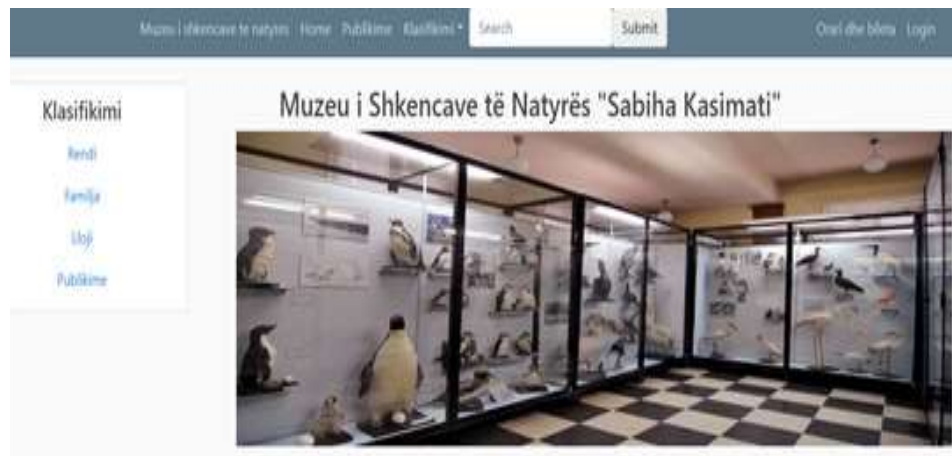 Muzeu i shkencave te natyres Home Publikime Klasifikimi Search Submit Orari dhe bileta Login
Klasifikimi
Muzeu i Shkencave të Natyrës "Sabiha Kasimati"
Rendi
Familja
Lloji
Publikime